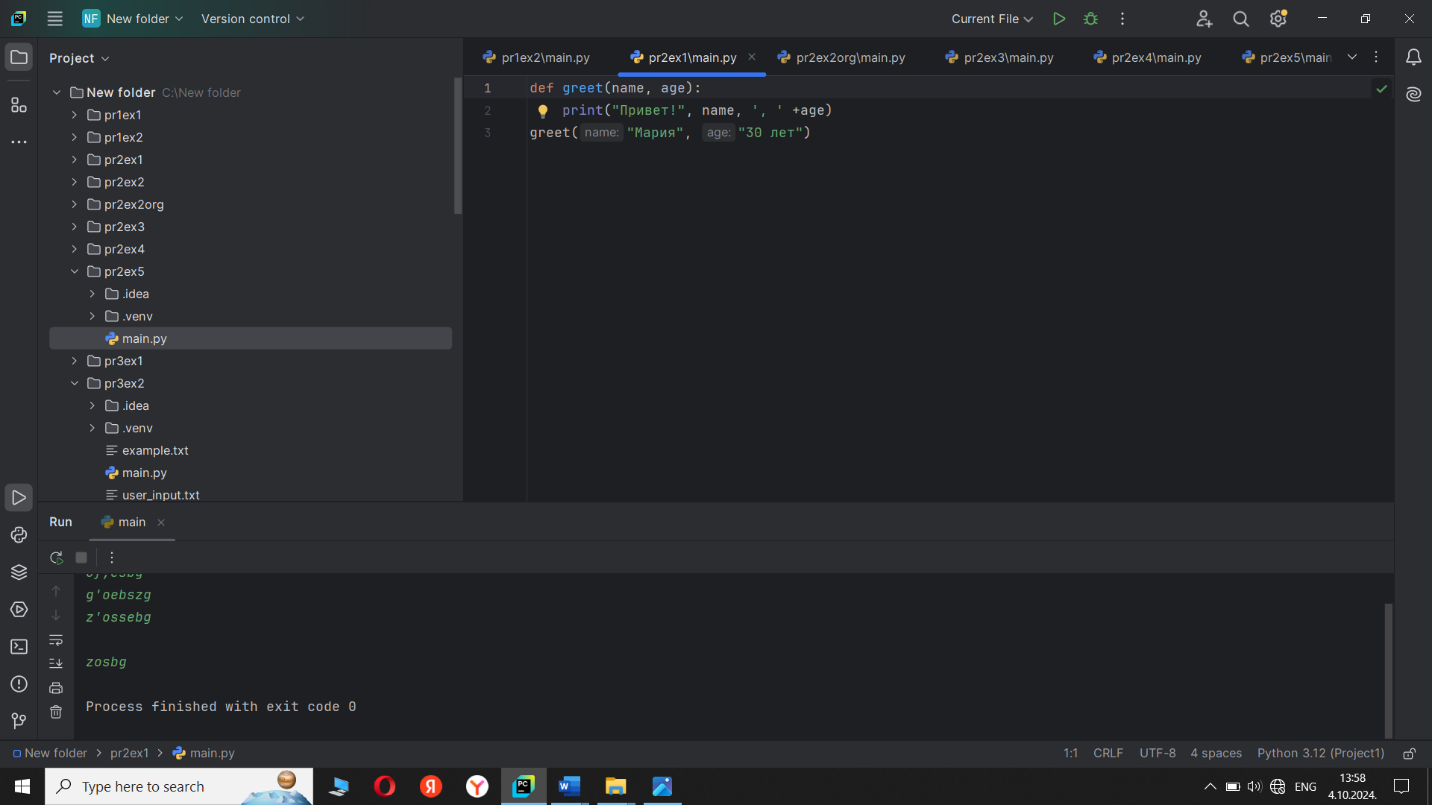 PC
NF New folder Version control Current File
Project
pr1ex2\main.py pr2ex1\main.py pr2ex2org\main.py pr2ex3\main.py pr2ex4\main.py pr2ex5\main
New folder C:\New folder
pr1ex1
pr1ex2
pr2ex1
pr2ex2
pr2ex2org
pr2ex3
pr2ex4
pr2ex5
.idea
.venv
main.py
pr3ex1
pr3ex2
.idea
.venv
example.txt
main.py
user_input.txt
1 def greet(name, age):
2 print("Привет!", name, ', ' +age)
3 greet( name: "Мария", age: "30 лет")
Run main
g'oebszg
z'ossebg
zosbg
Process finished with exit code 0
New folder > pr2ex1 > main.py 1:1 CRLF UTF-8 4 spaces Python 3.12 (Project1)
Type here to search ENG 13:58
4.10.2024.